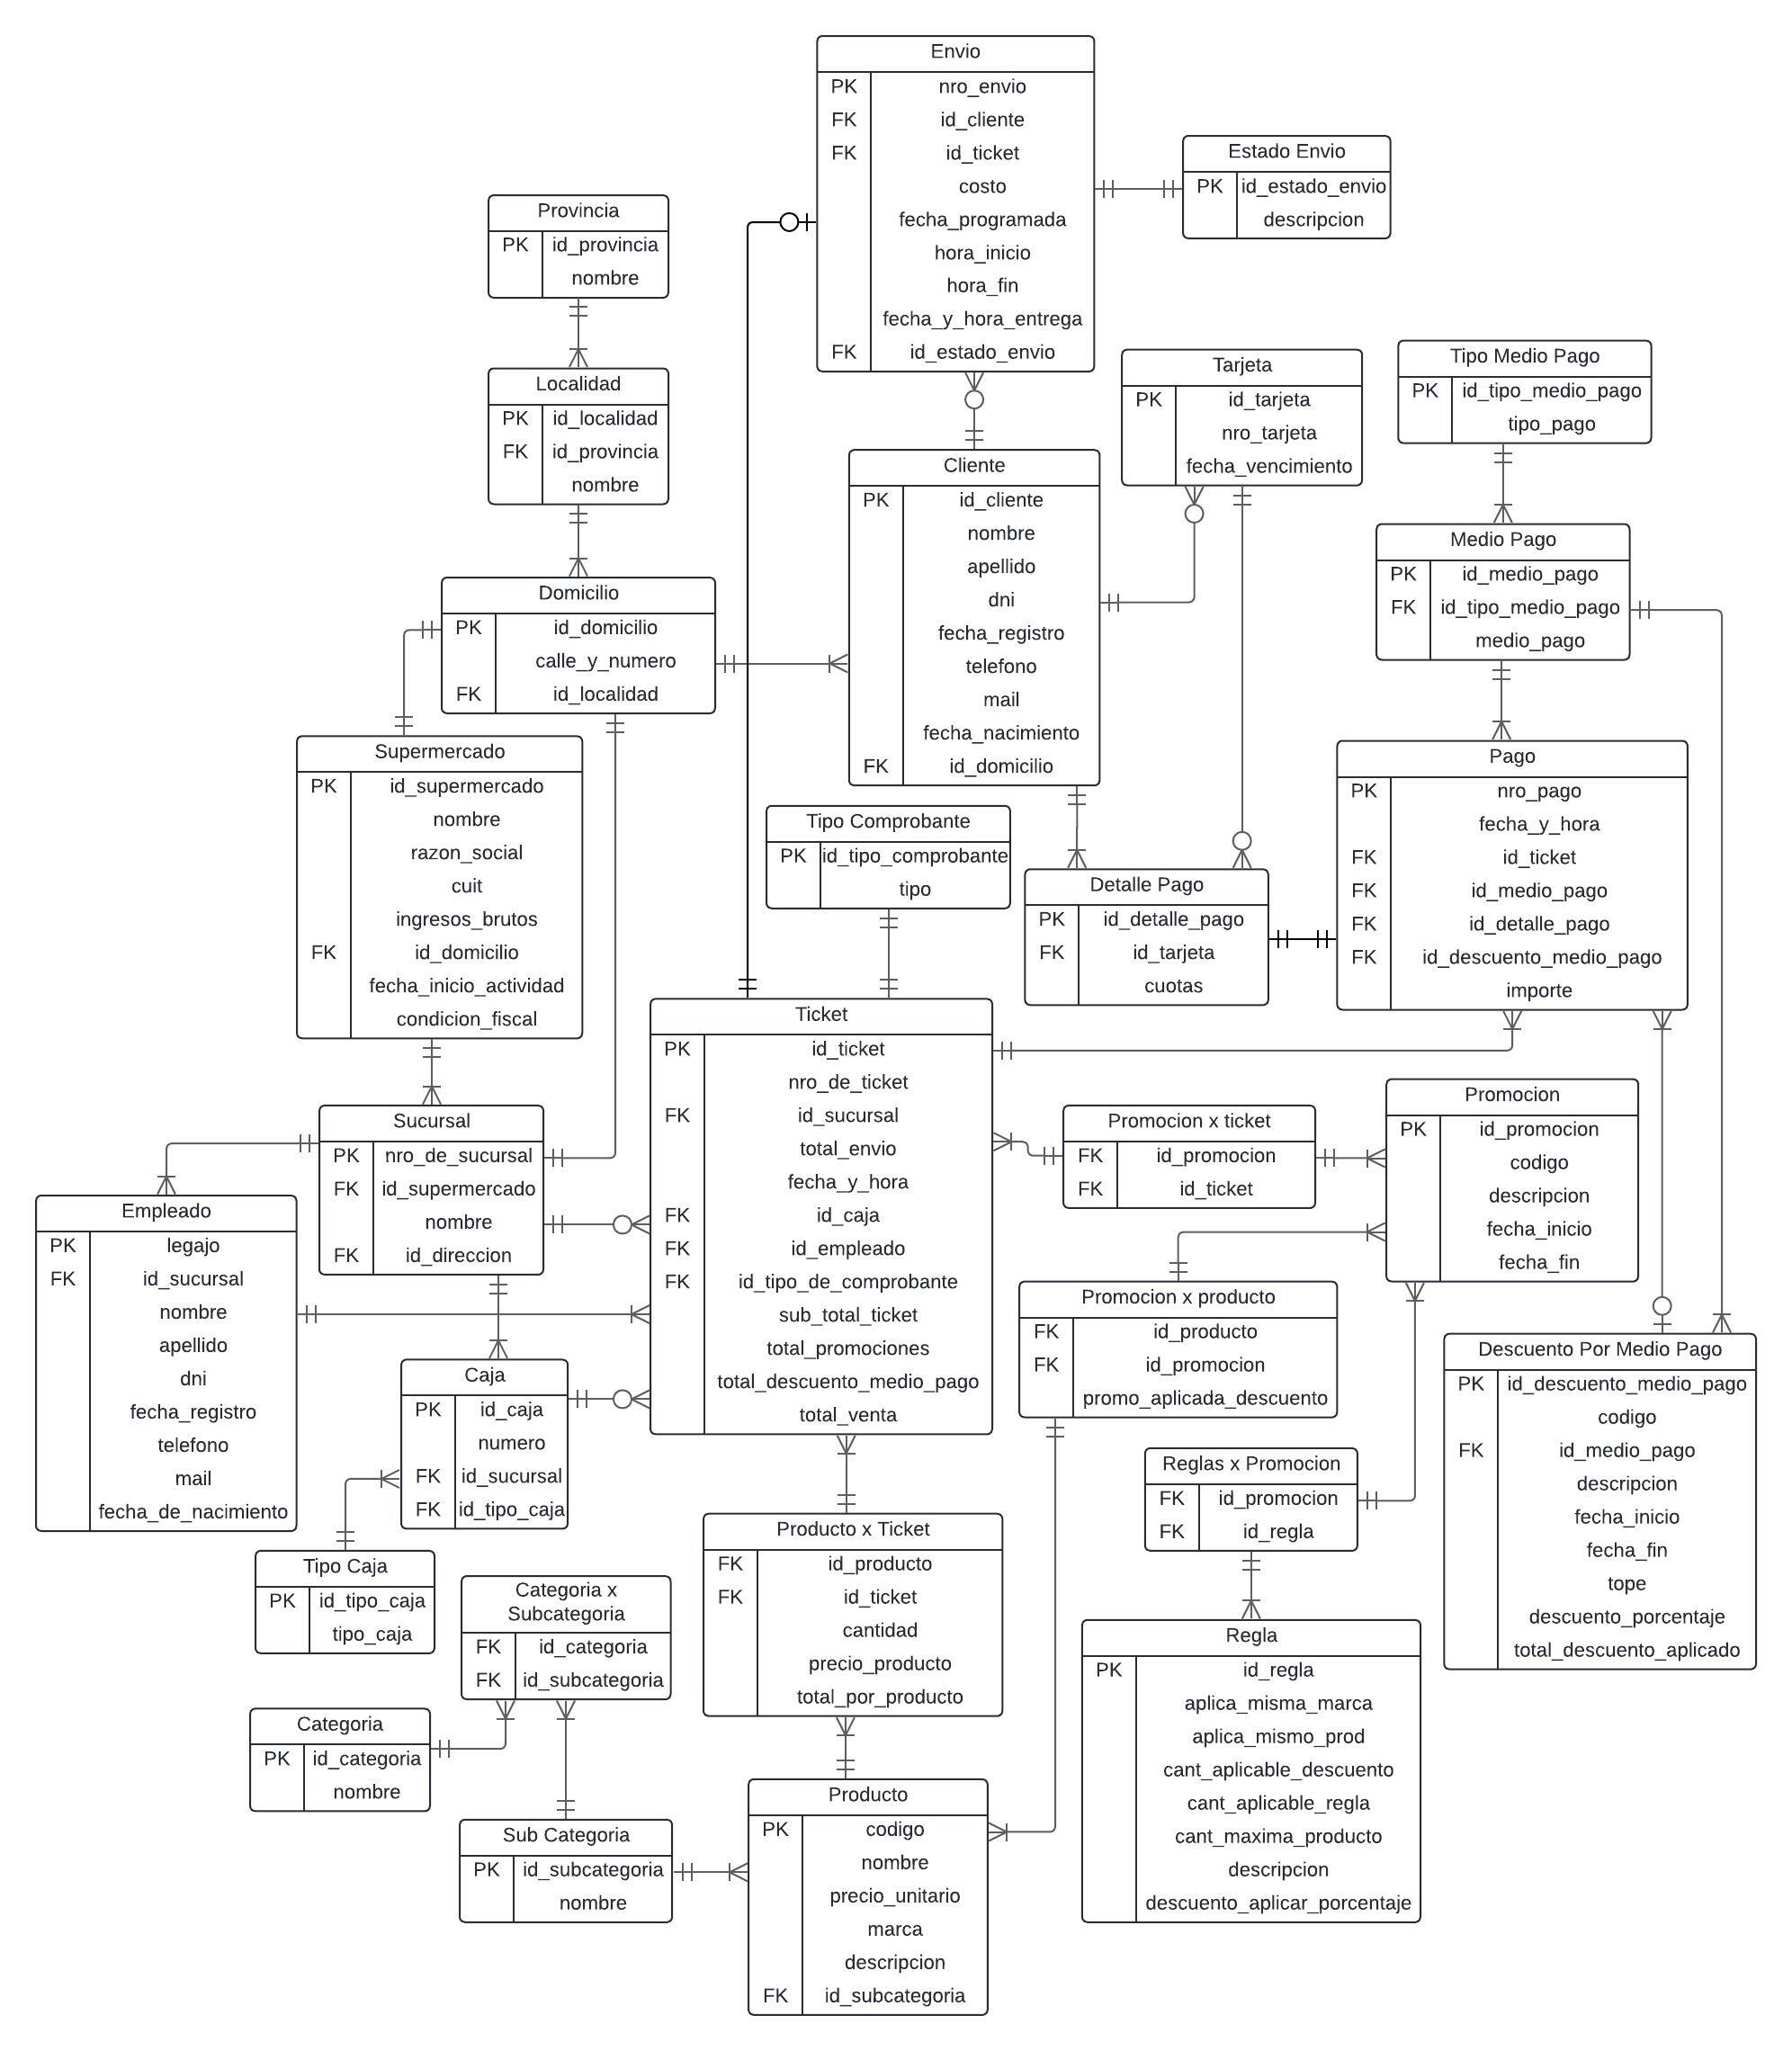 Envio
PK nro_envio
FK id_cliente
FK id_ticket
costo
fecha_programada
hora_inicio
hora_fin
fecha_y_hora_entrega
FK id_estado_envio
Estado Envio
PK id_estado_envio
descripcion
Provincia
PK id_provincia
nombre
Localidad
PK id_localidad
FK id_provincia
nombre
Tarjeta
PK id_tarjeta
nro_tarjeta
fecha_vencimiento
Tipo Medio Pago
PK id_tipo_medio_pago
tipo_pago
Cliente
PK id_cliente
nombre
apellido
dni
fecha_registro
telefono
mail
fecha_nacimiento
FK id_domicilio
Medio Pago
PK id_medio_pago
FK id_tipo_medio_pago
medio_pago
Domicilio
PK id_domicilio
calle_y_numero
FK id_localidad
Supermercado
PK id_supermercado
nombre
razon_social
cuit
ingresos_brutos
FK id_domicilio
fecha_inicio_actividad
condicion_fiscal
Tipo Comprobante
PK id_tipo_comprobante
tipo
Detalle Pago
PK id_detalle_pago
FK id_tarjeta
cuotas
Pago
PK nro_pago
fecha_y_hora
FK id_ticket
FK id_medio_pago
FK id_detalle_pago
FK id_descuento_medio_pago
importe
Ticket
PK id_ticket
nro_de_ticket
FK id_sucursal
total_envio
fecha_y_hora
FK id_caja
FK id_empleado
FK id_tipo_de_comprobante
sub_total_ticket
total_promociones
total_descuento_medio_pago
total_venta
Sucursal
PK nro_de_sucursal
FK id_supermercado
nombre
FK id_direccion
Promocion x ticket
FK id_promocion
FK id_ticket
Promocion
PK id_promocion
codigo
descripcion
fecha_inicio
fecha_fin
Empleado
PK legajo
FK id_sucursal
nombre
apellido
dni
fecha_registro
telefono
mail
fecha_de_nacimiento
Promocion x producto
FK id_producto
FK id_promocion
promo_aplicada_descuento
Descuento Por Medio Pago
PK id_descuento_medio_pago
codigo
FK id_medio_pago
descripcion
fecha_inicio
fecha_fin
tope
descuento_porcentaje
total_descuento_aplicado
Caja
PK id_caja
numero
FK id_sucursal
FK id_tipo_caja
Reglas x Promocion
FK id_promocion
FK id_regla
Producto x Ticket
FK id_producto
FK id_ticket
cantidad
precio_producto
total_por_producto
Tipo Caja
PK id_tipo_caja
tipo_caja
Categoria x
Subcategoria
FK id_categoria
FK id_subcategoria
Regla
PK id_regla
aplica_misma_marca
aplica_mismo_prod
cant_aplicable_descuento
cant_aplicable_regla
cant_maxima_producto
descripcion
descuento_aplicar_porcentaje
Categoria
PK id_categoria
nombre
Producto
PK codigo
nombre
precio_unitario
marca
descripcion
FK id_subcategoria
Sub Categoria
PK id_subcategoria
nombre